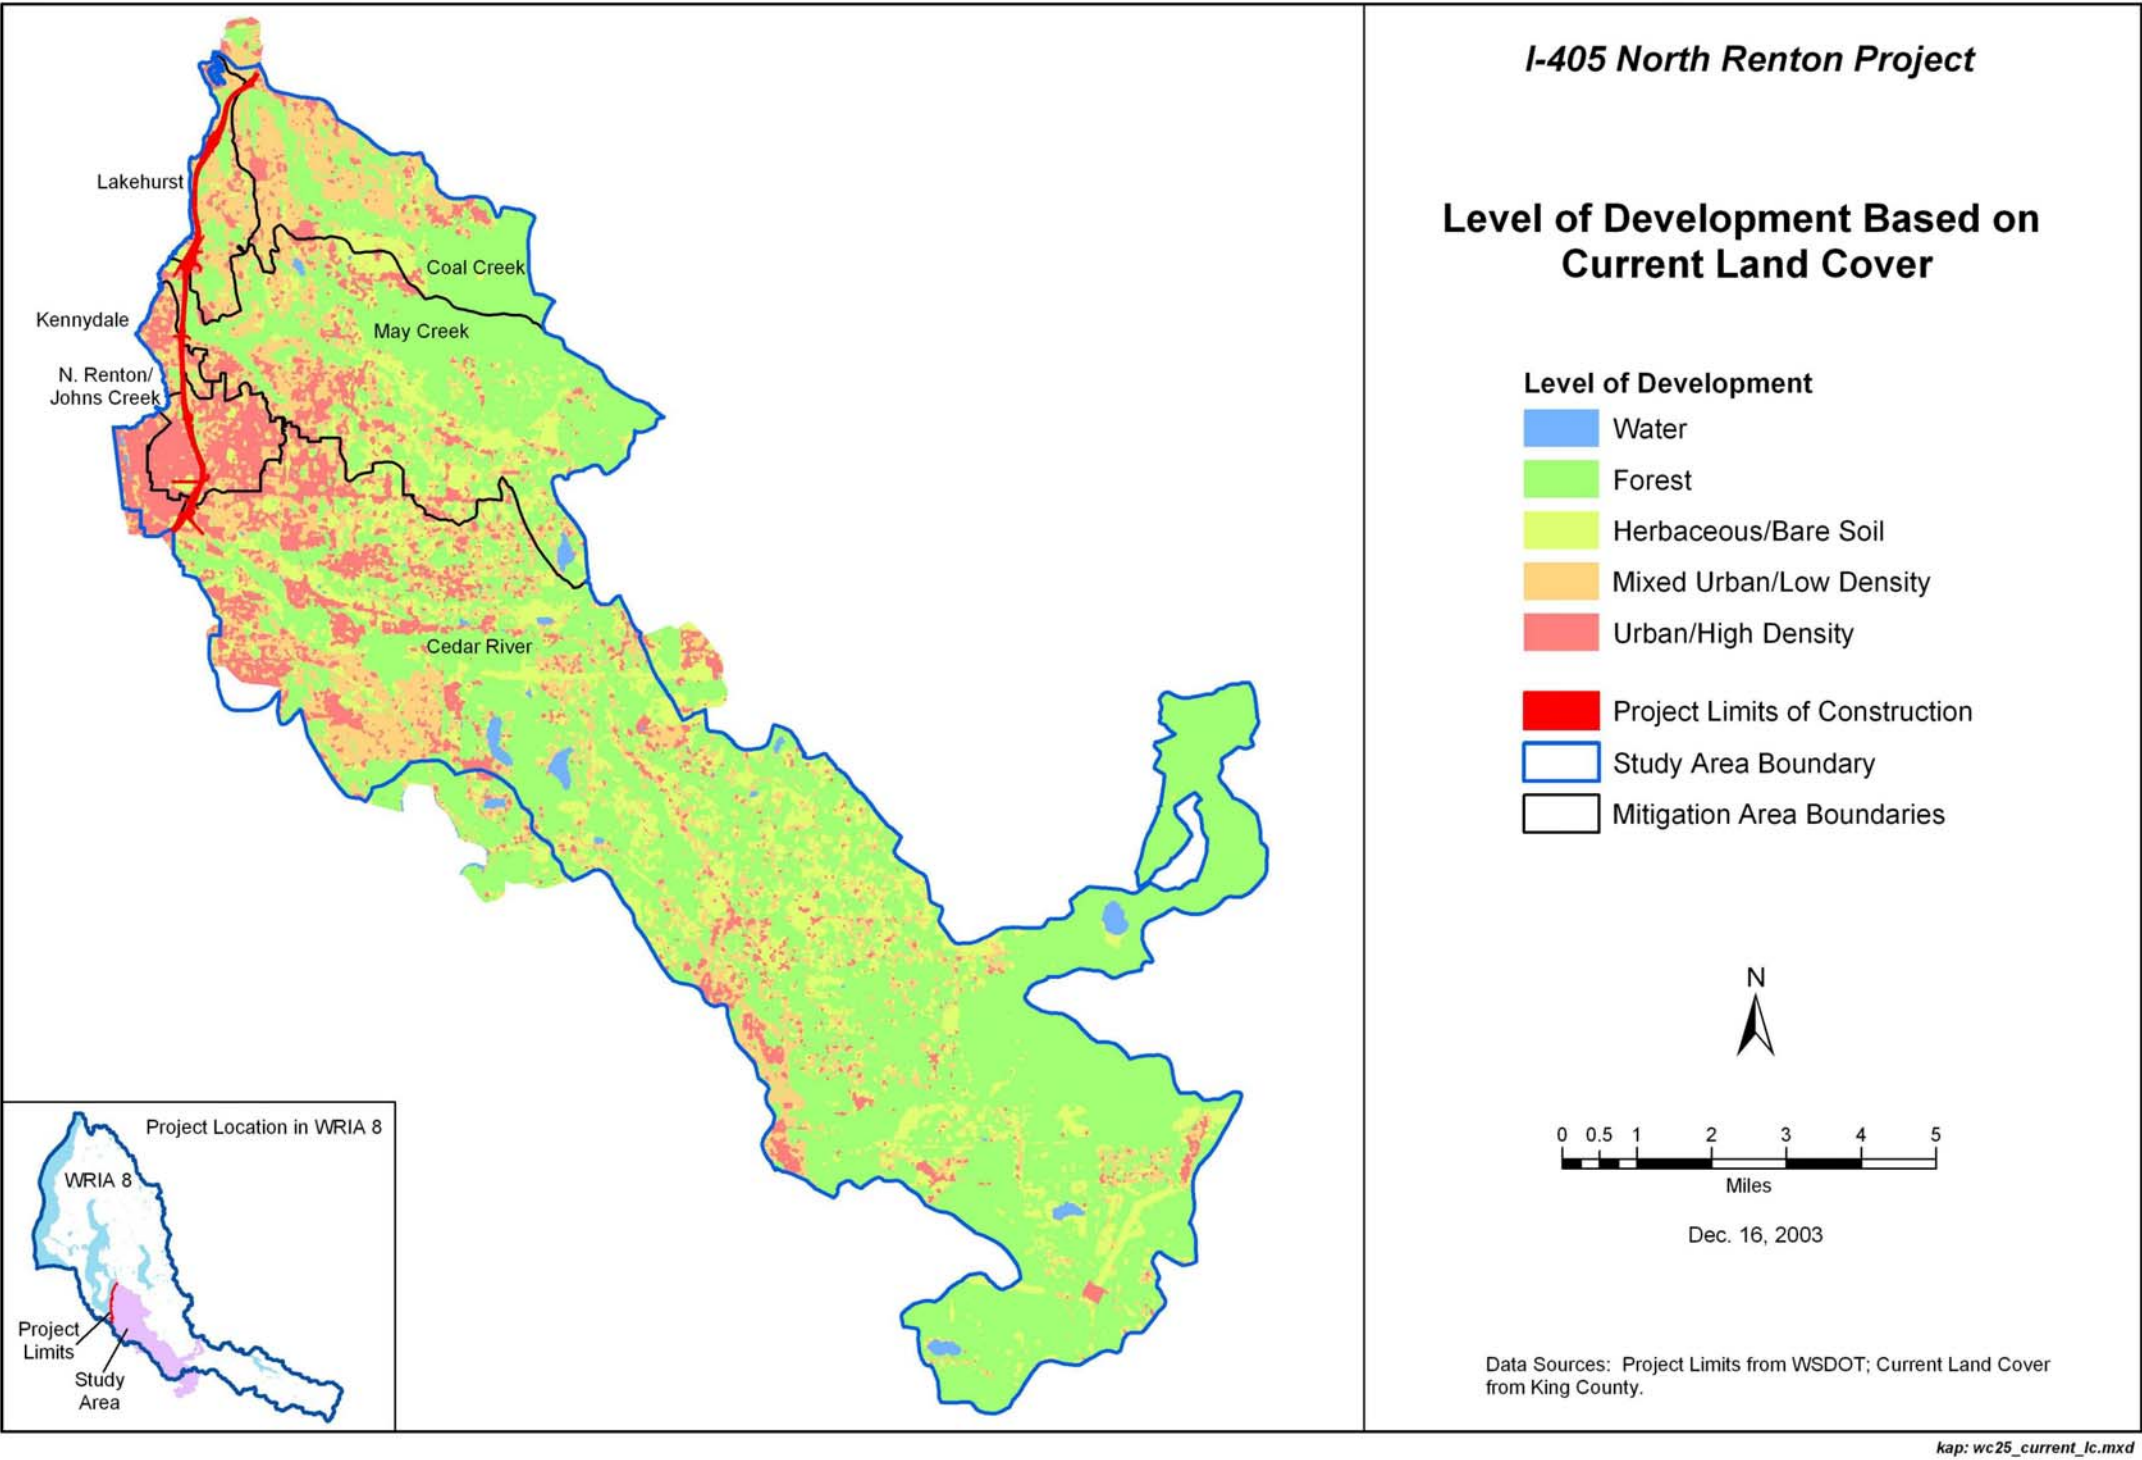 I-405 North Renton Project
Level of Development Based on
Current Land Cover
Lakehurst
Coal Creek
Kennydale
May Creek
N. Renton/
Johns Creek
Cedar River
Level of Development
Water
Forest
Herbaceous/Bare Soil
Mixed Urban/Low Density
Urban/High Density
Project Limits of Construction
Study Area Boundary
Mitigation Area Boundaries
N
0 0.5 1 2 3 4 5
Miles
Dec. 16, 2003
Project Location in WRIA 8
WRIA 8
Project
Limits
Study
Area
Data Sources: Project Limits from WSDOT; Current Land Cover
from King County.
kap: wc25_current_lc.mxd